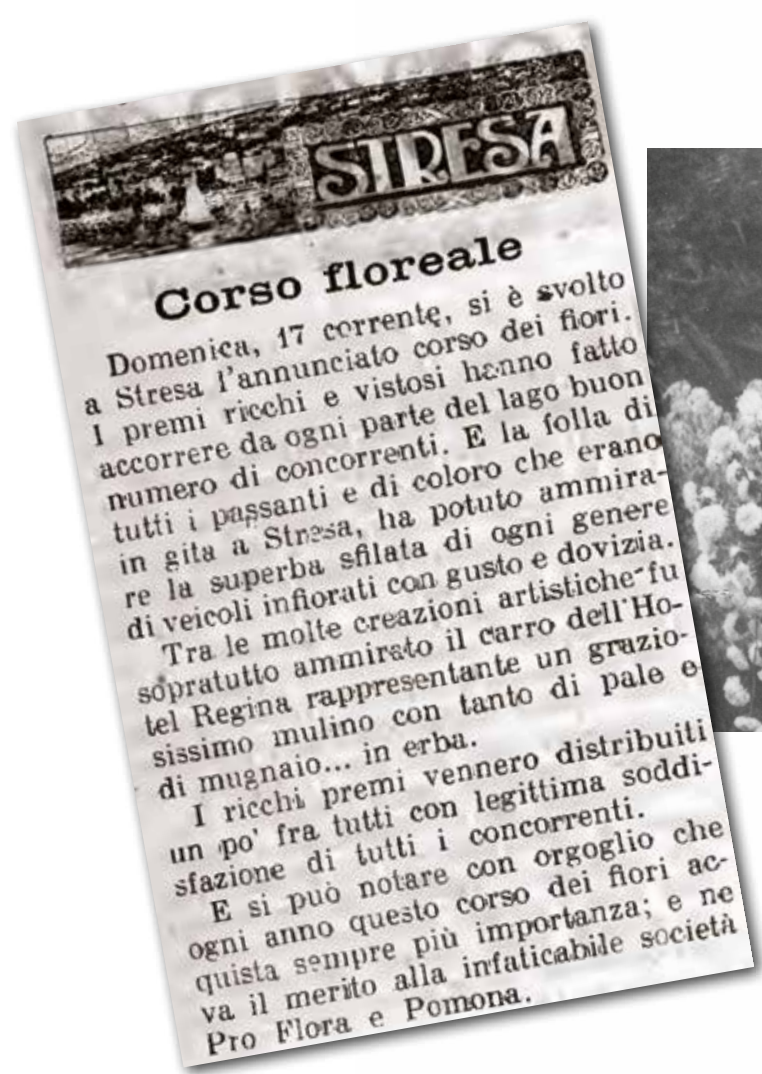 STRESA
Corso floreale
Domenica, 17 corrente, si è svolto
a Stresa l'annunciato corso dei fiori.
I premi ricchi e vistosi hanno fatto
accorrere da ogni parte del lago buon
numero di concorrenti. E la folla di
tutti i passanti e di coloro che erano
in gita a Stresa, ha potuto ammira-
re la superba sfilata di ogni genere
di veicoli infiorati con gusto e dovizia.
Tra le molte creazioni artistiche fu
sopratutto ammirato il carro dell'Ho-
tel Regina rappresentante un grazio-
sissimo mulino con tanto di pale e
di mugnaio... in erba.
I ricchi premi vennero distribuiti
un po' fra tutti con legittima soddi-
sfazione di tutti i concorrenti.
E si può notare con orgoglio che
ogni anno questo corso dei fiori ac-
quista sempre più importanza; e ne
va il merito alla infaticabile società
Pro Flora e Pomona.